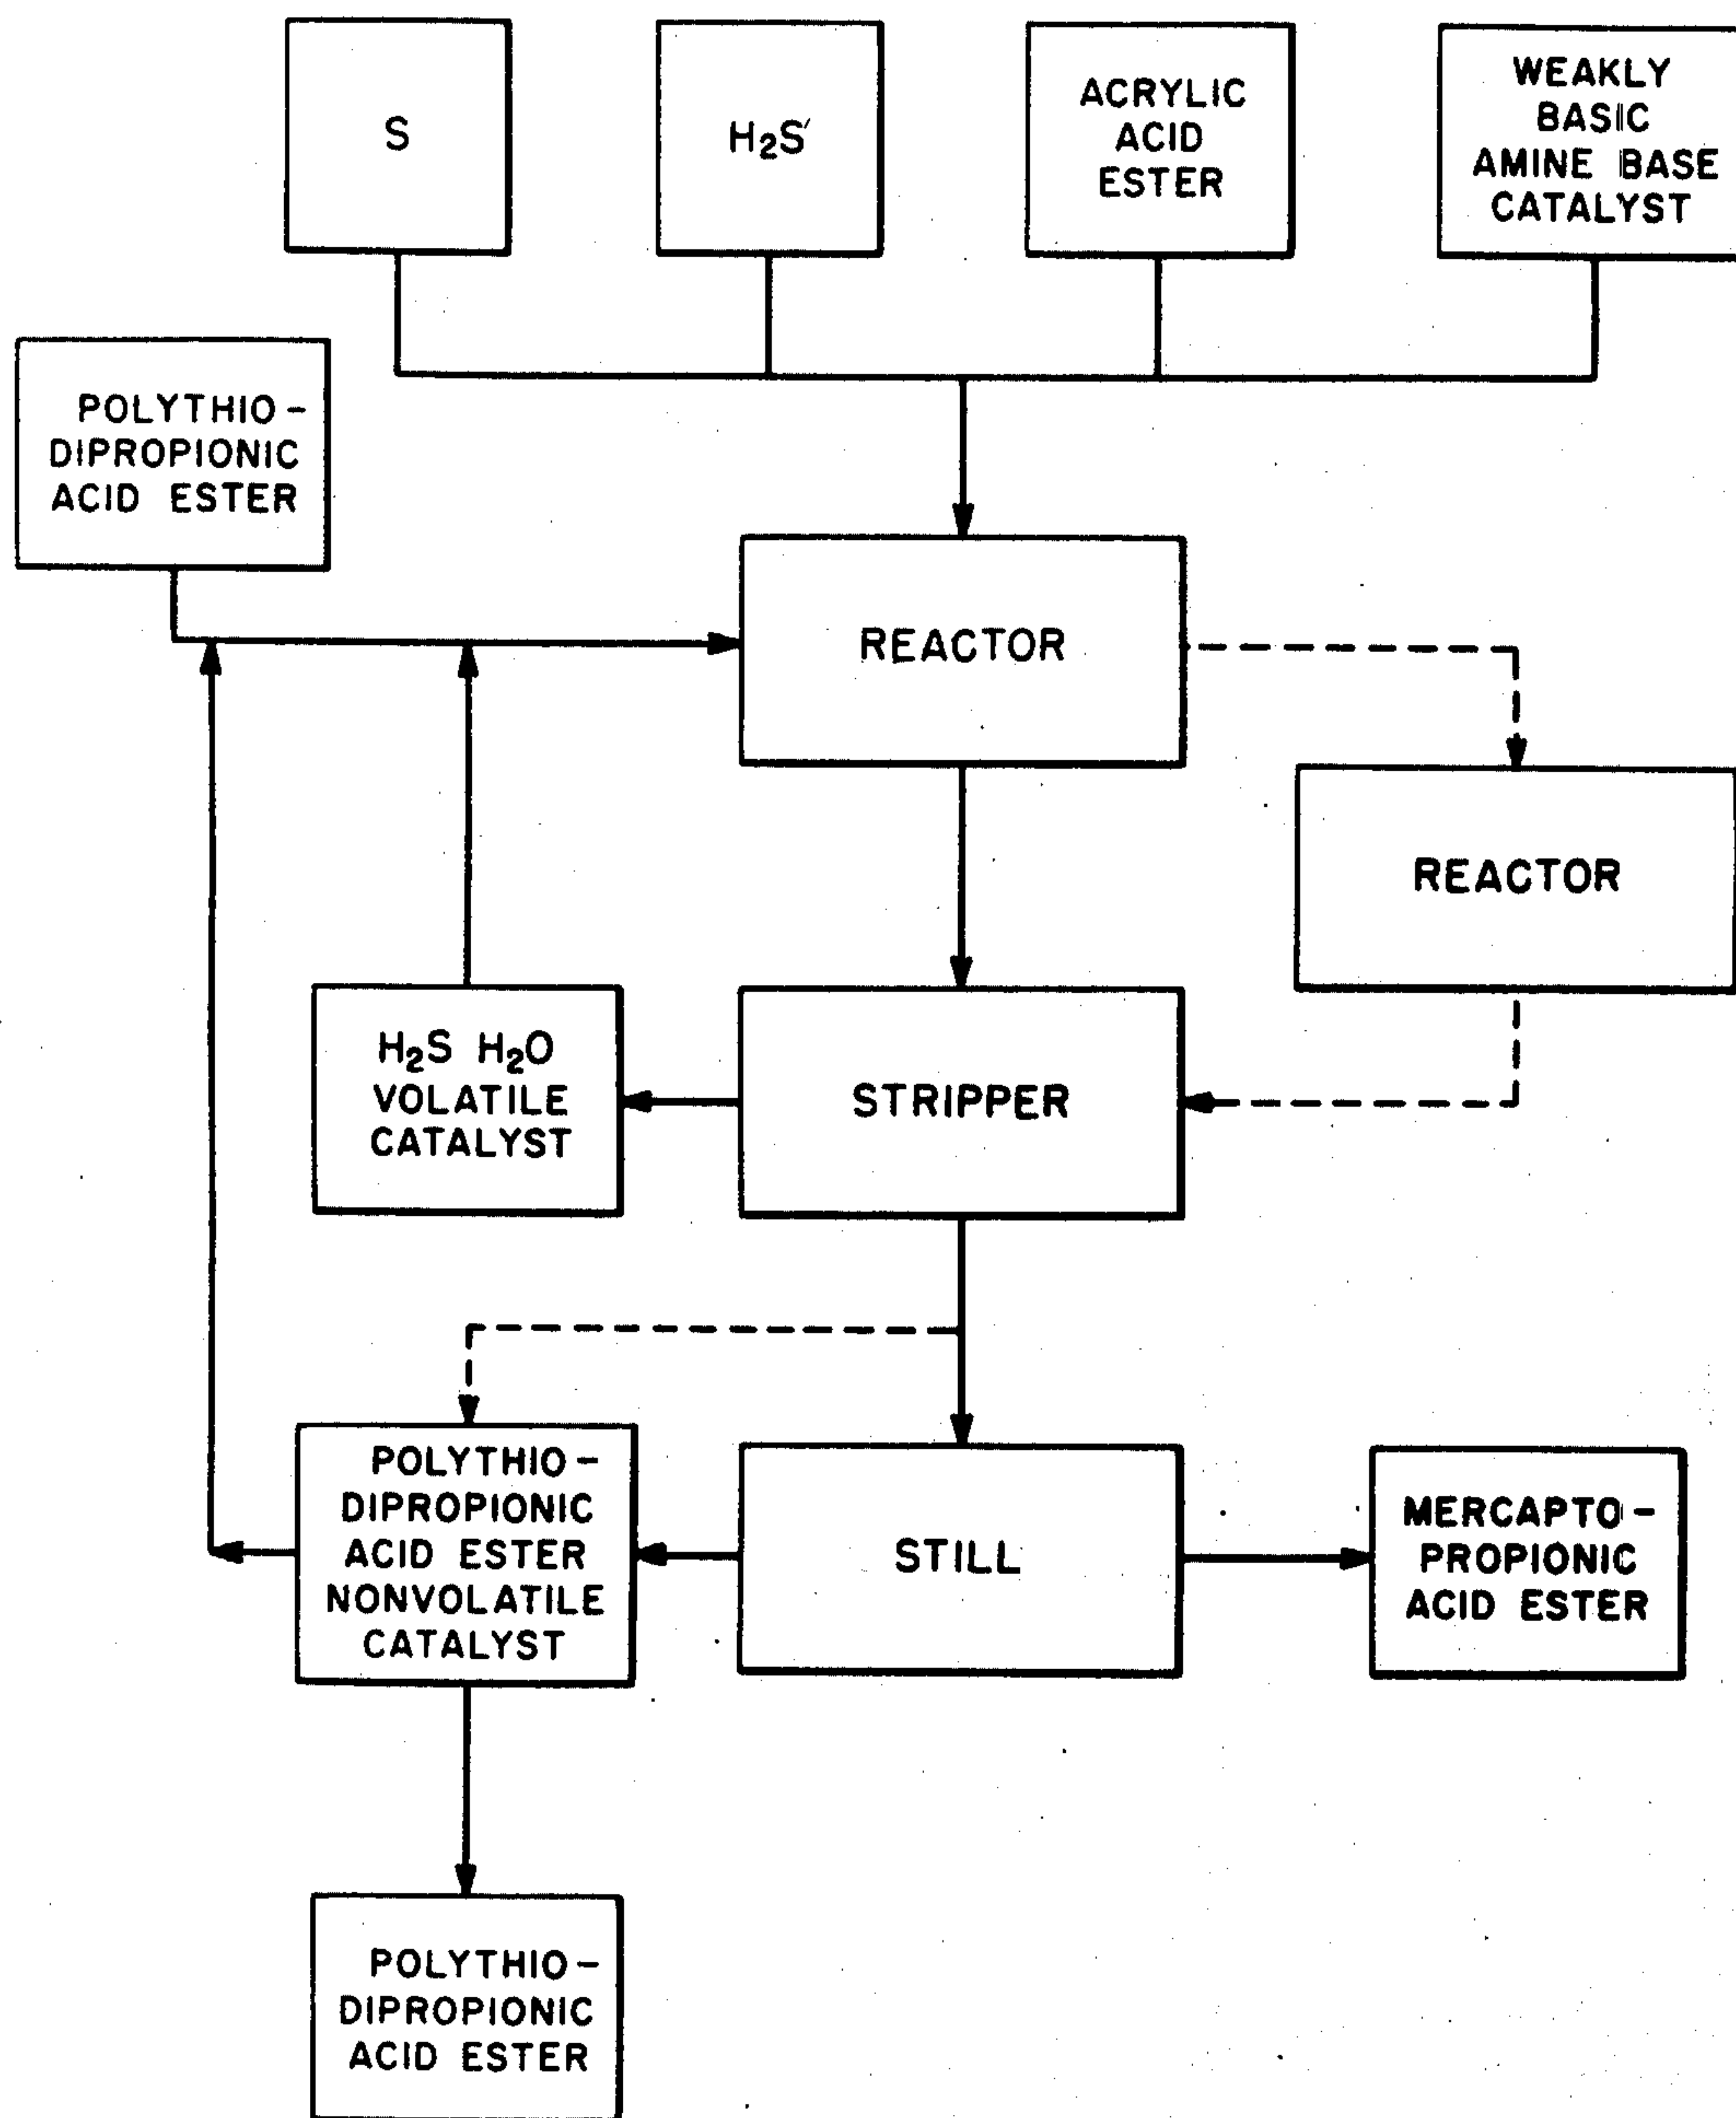 S
H₂S
ACRYLIC
ACID
ESTER
WEAKLY
BASIC
AMINE BASE
CATALYST
POLYTHIO-
DIPROPIONIC
ACID ESTER
REACTOR
REACTOR
H₂S H₂O
VOLATILE
CATALYST
STRIPPER
POLYTHIO-
DIPROPIONIC
ACID ESTER
NONVOLATILE
CATALYST
STILL
MERCAPTO-
PROPIONIC
ACID ESTER
POLYTHIO-
DIPROPIONIC
ACID ESTER